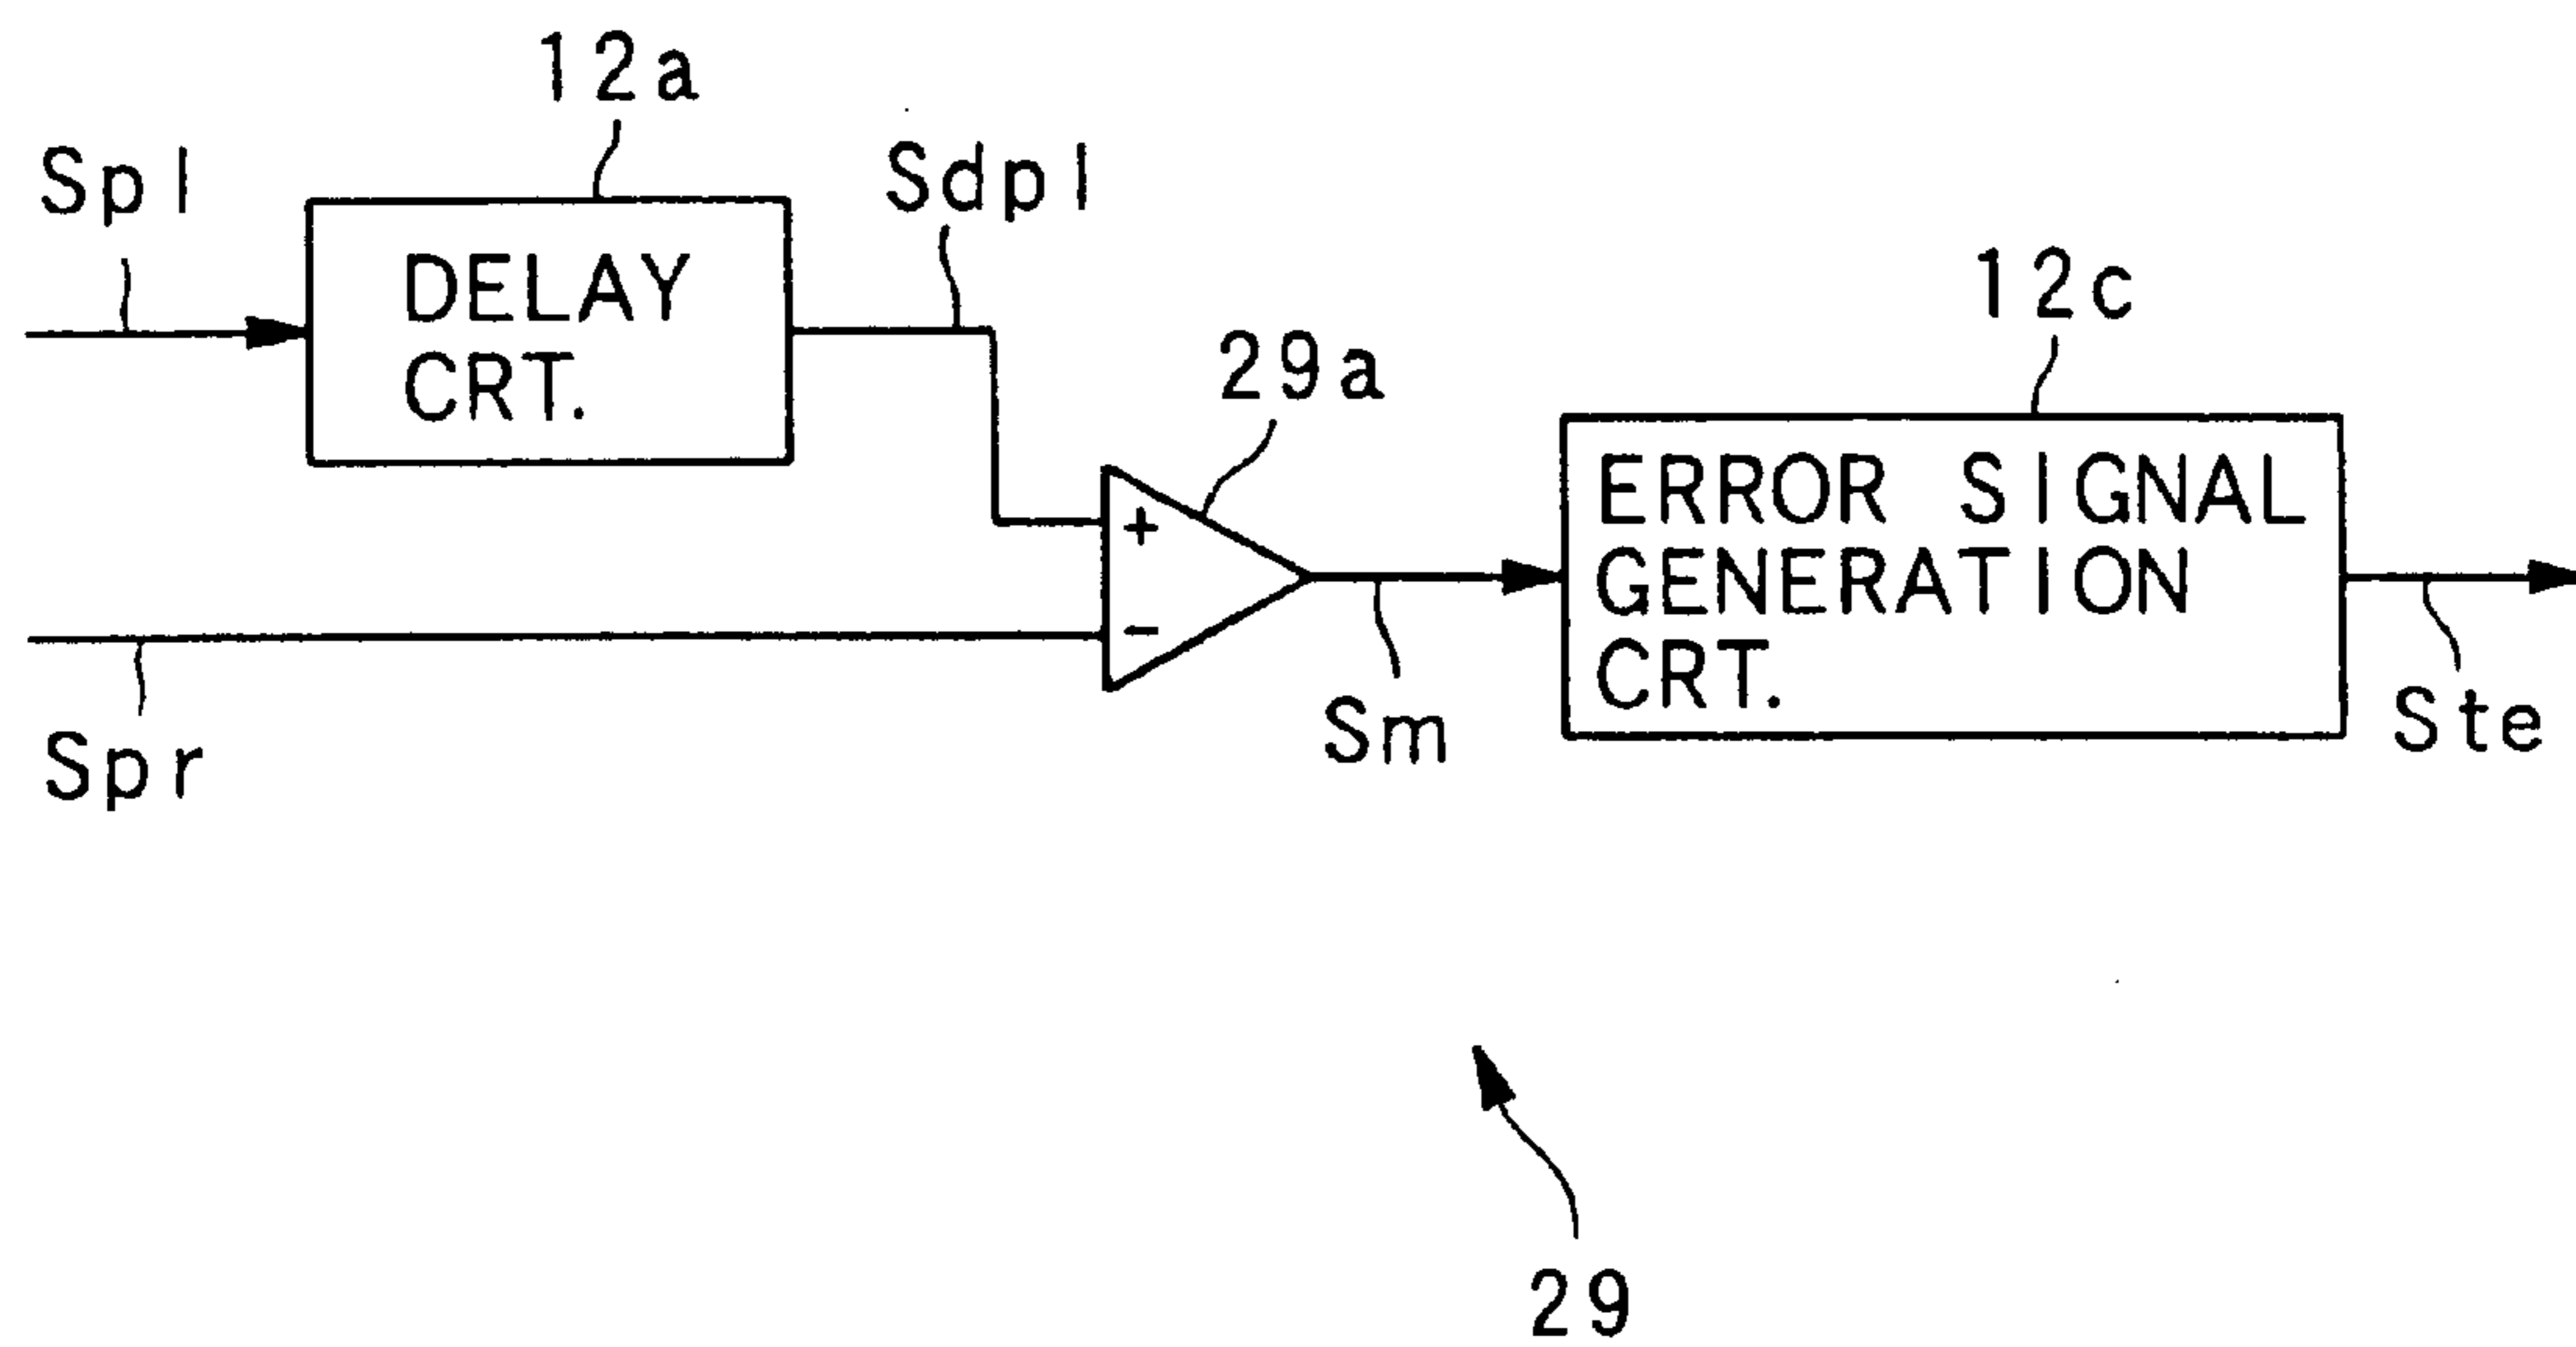 12a
Spl
Sdpl
DELAY
CRT.
12c
29a
+
-
ERROR SIGNAL
GENERATION
CRT.
Sm
Ste
Spr
29